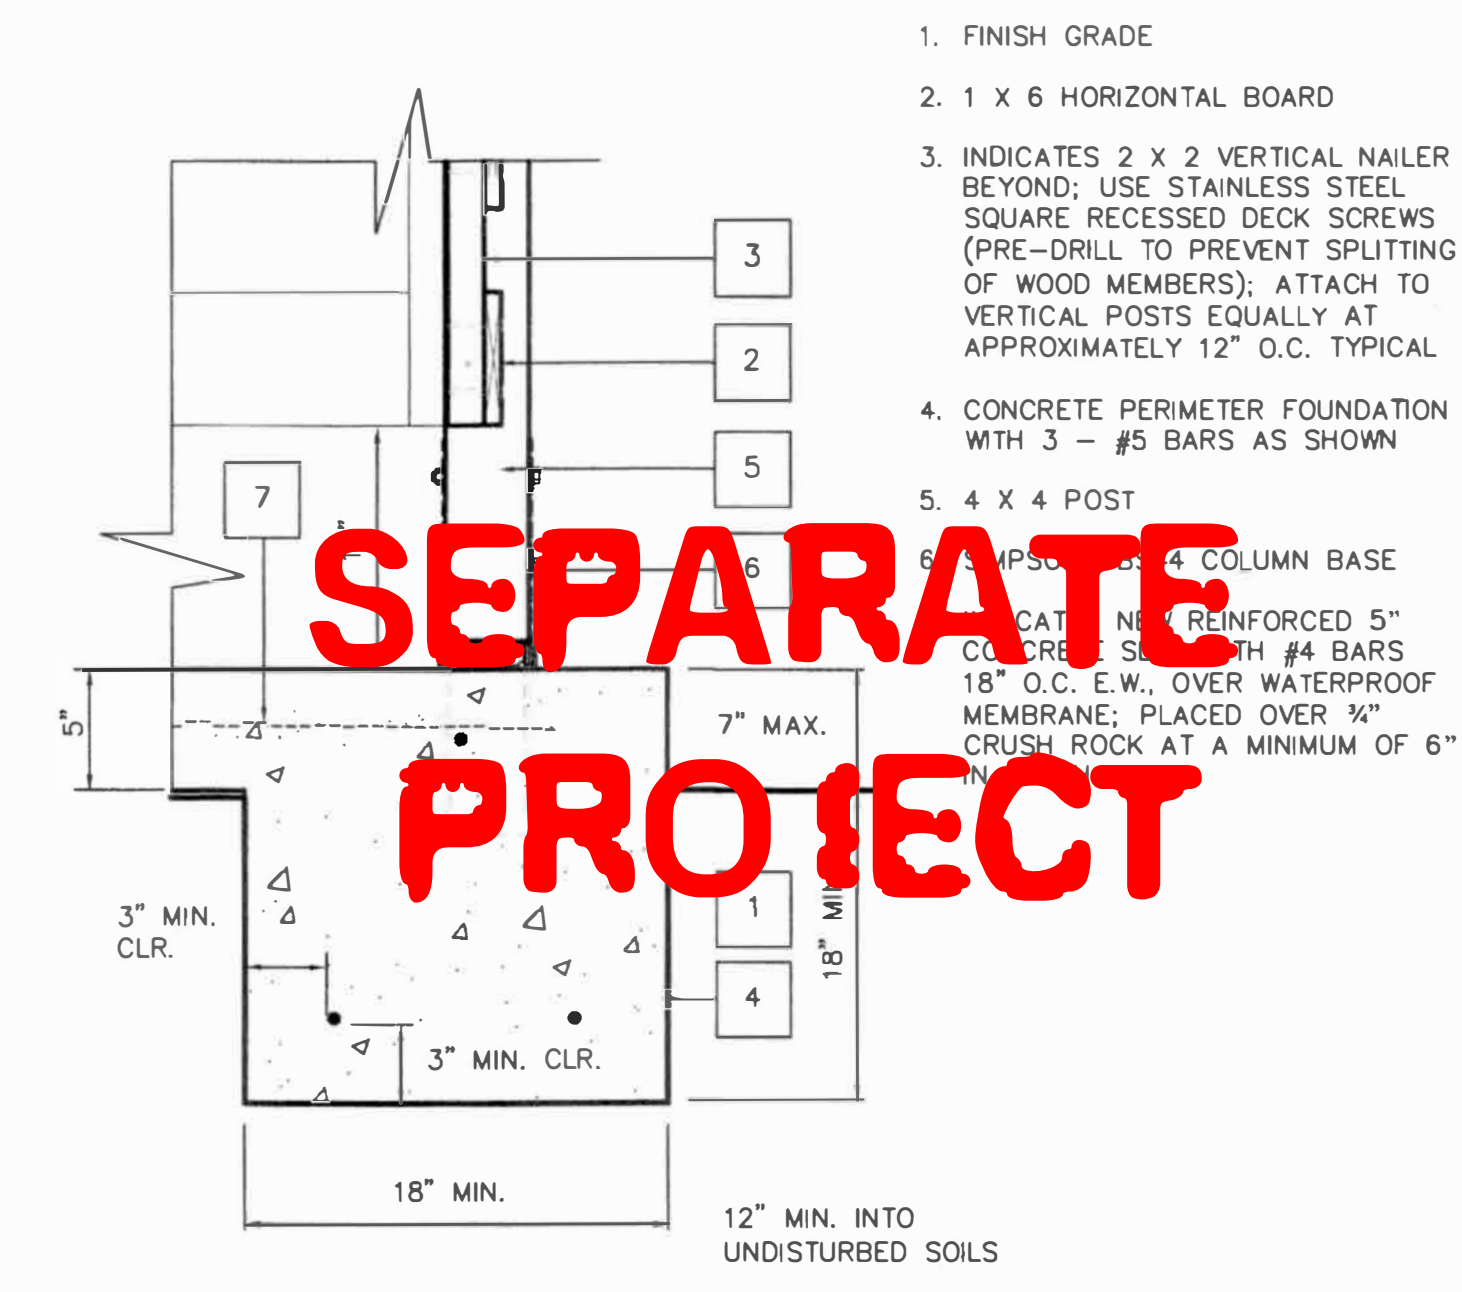 1. FINISH GRADE
2. 1 X 6 HORIZONTAL BOARD
3. INDICATES 2 X 2 VERTICAL NAILER
BEYOND; USE STAINLESS STEEL
SQUARE RECESSED DECK SCREWS
(PRE-DRILL TO PREVENT SPLITTING
OF WOOD MEMBERS); ATTACH TO
VERTICAL POSTS EQUALLY AT
APPROXIMATELY 12" O.C. TYPICAL
4. CONCRETE PERIMETER FOUNDATION
WITH 3 – #5 BARS AS SHOWN
5. 4 X 4 POST
6 COLUMN BASE
REINFORCED 5"
#4 BARS
18" O.C. E.W., OVER WATERPROOF
MEMBRANE; PLACED OVER ¾"
CRUSH ROCK AT A MINIMUM OF 6"
IN
3
2
5
7
6
SEPARATE
PROJECT
5"
7" MAX.
1
18" MIN
3" MIN.
CLR.
4
3" MIN. CLR.
18" MIN.
12" MIN. INTO
UNDISTURBED SOILS